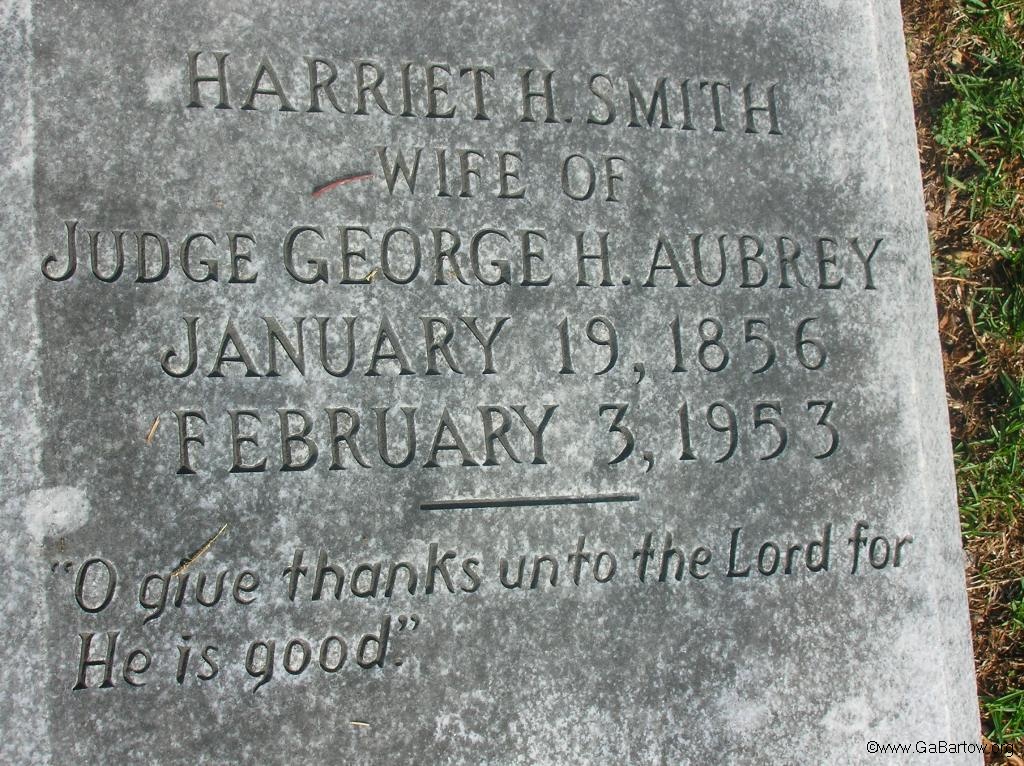 HARRIET H. SMITH
WIFE OF
JUDGE GEORGE H. AUBREY
JANUARY 19, 1856
FEBRUARY 3, 1953
"O give thanks unto the Lord for
He is good."
©www.GaBartow.org